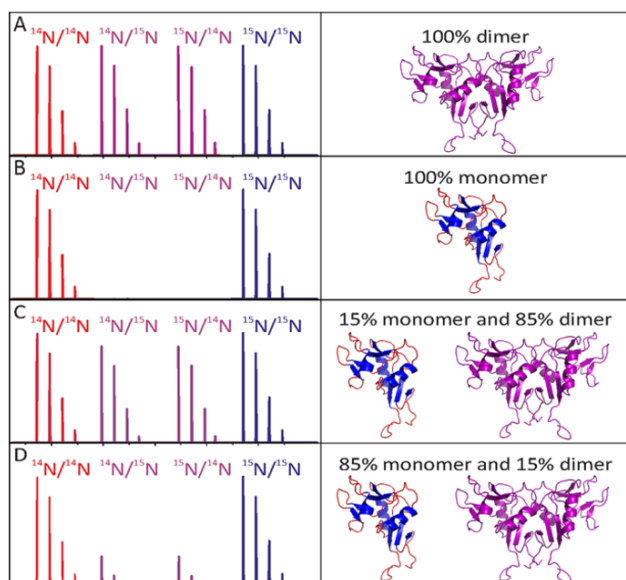 A
¹⁴N/¹⁴N ¹⁴N/¹⁵N ¹⁵N/¹⁴N ¹⁵N/¹⁵N
100% dimer
B
¹⁴N/¹⁴N ¹⁴N/¹⁵N ¹⁵N/¹⁴N ¹⁵N/¹⁵N
100% monomer
C
¹⁴N/¹⁴N ¹⁴N/¹⁵N ¹⁵N/¹⁴N ¹⁵N/¹⁵N
15% monomer and 85% dimer
D
¹⁴N/¹⁴N ¹⁴N/¹⁵N ¹⁵N/¹⁴N ¹⁵N/¹⁵N
85% monomer and 15% dimer